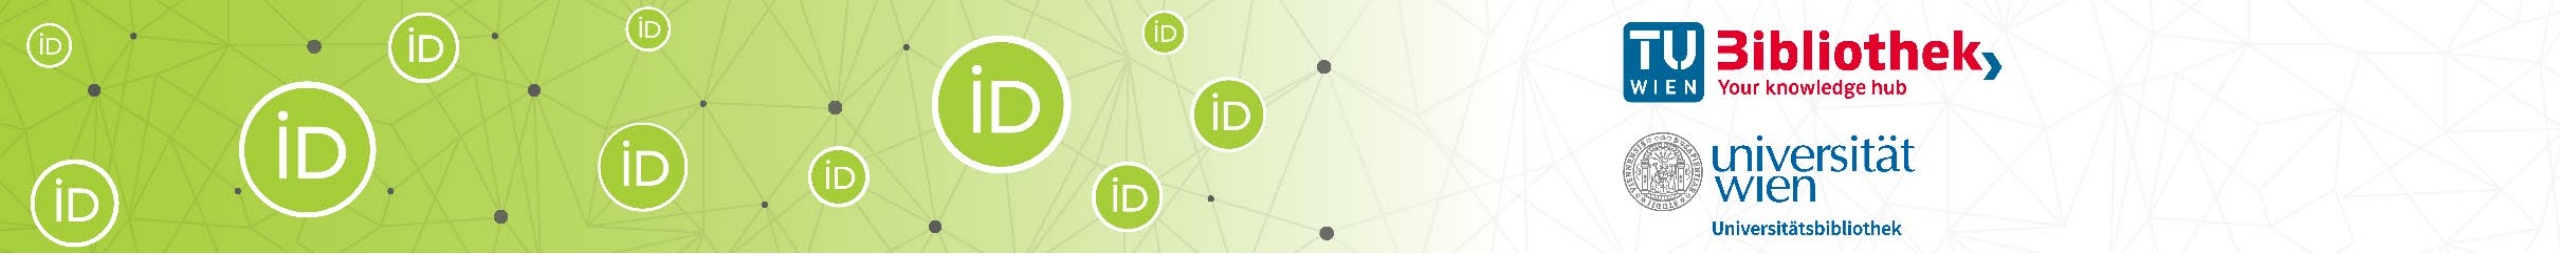 iD
iD
iD
iD
iD
iD
iD
iD
iD
iD
iD
TU
WIEN
Bibliothek
Your knowledge hub
universität
wien
Universitätsbibliothek